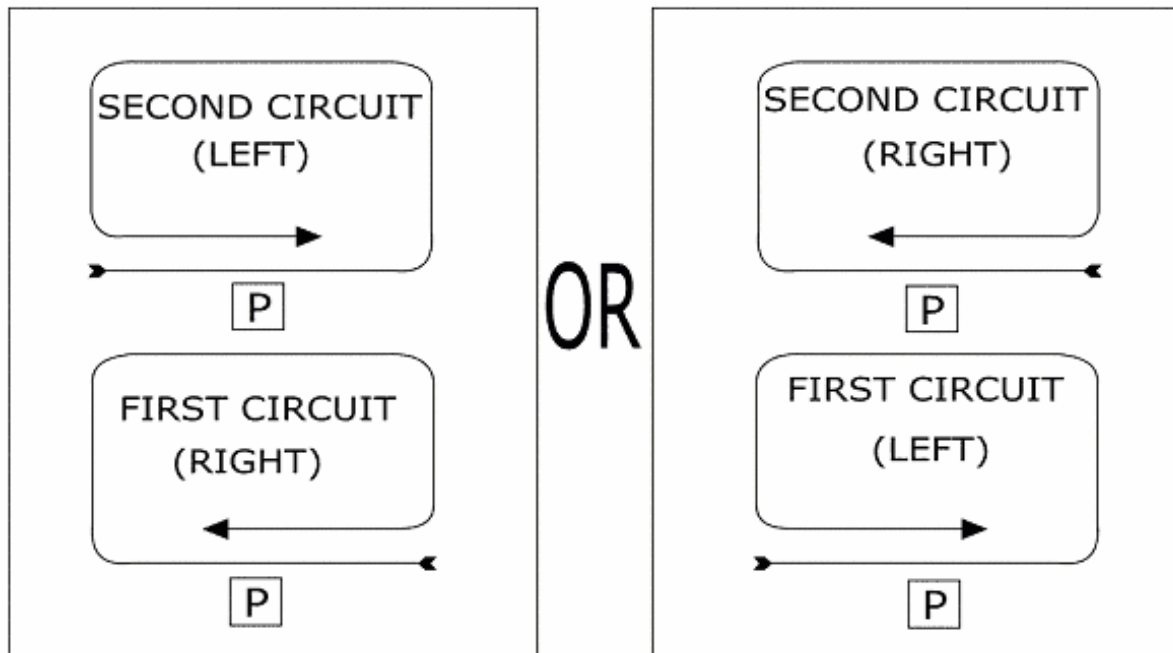 SECOND CIRCUIT
(LEFT)
P
FIRST CIRCUIT
(RIGHT)
P
OR
SECOND CIRCUIT
(RIGHT)
P
FIRST CIRCUIT
(LEFT)
P